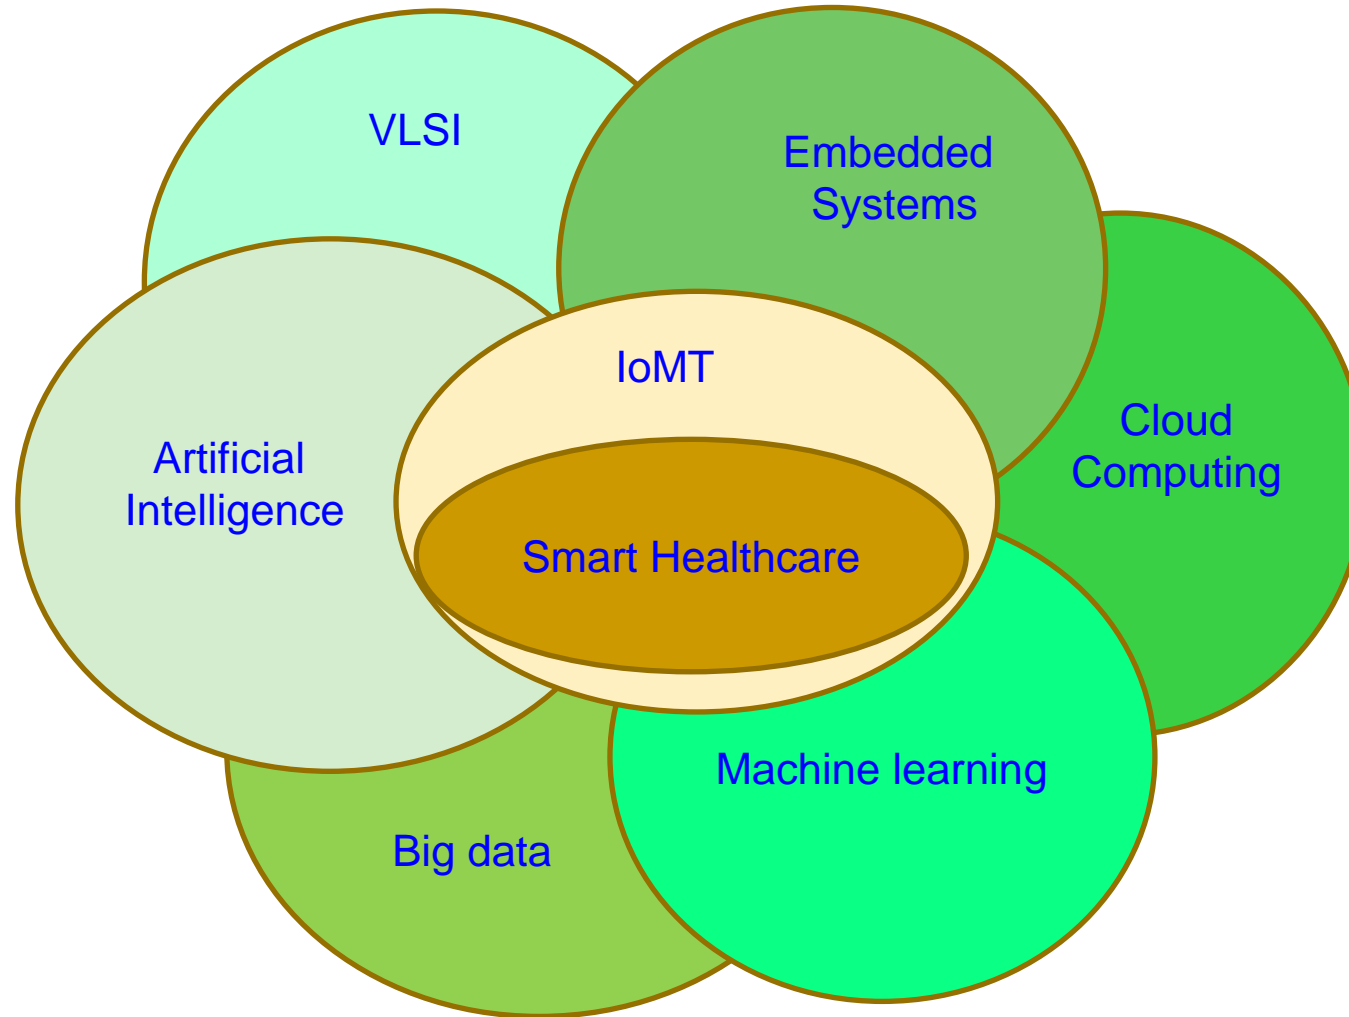 VLSI
Embedded
Systems
IoMT
Cloud
Computing
Artificial
Intelligence
Smart Healthcare
Machine learning
Big data